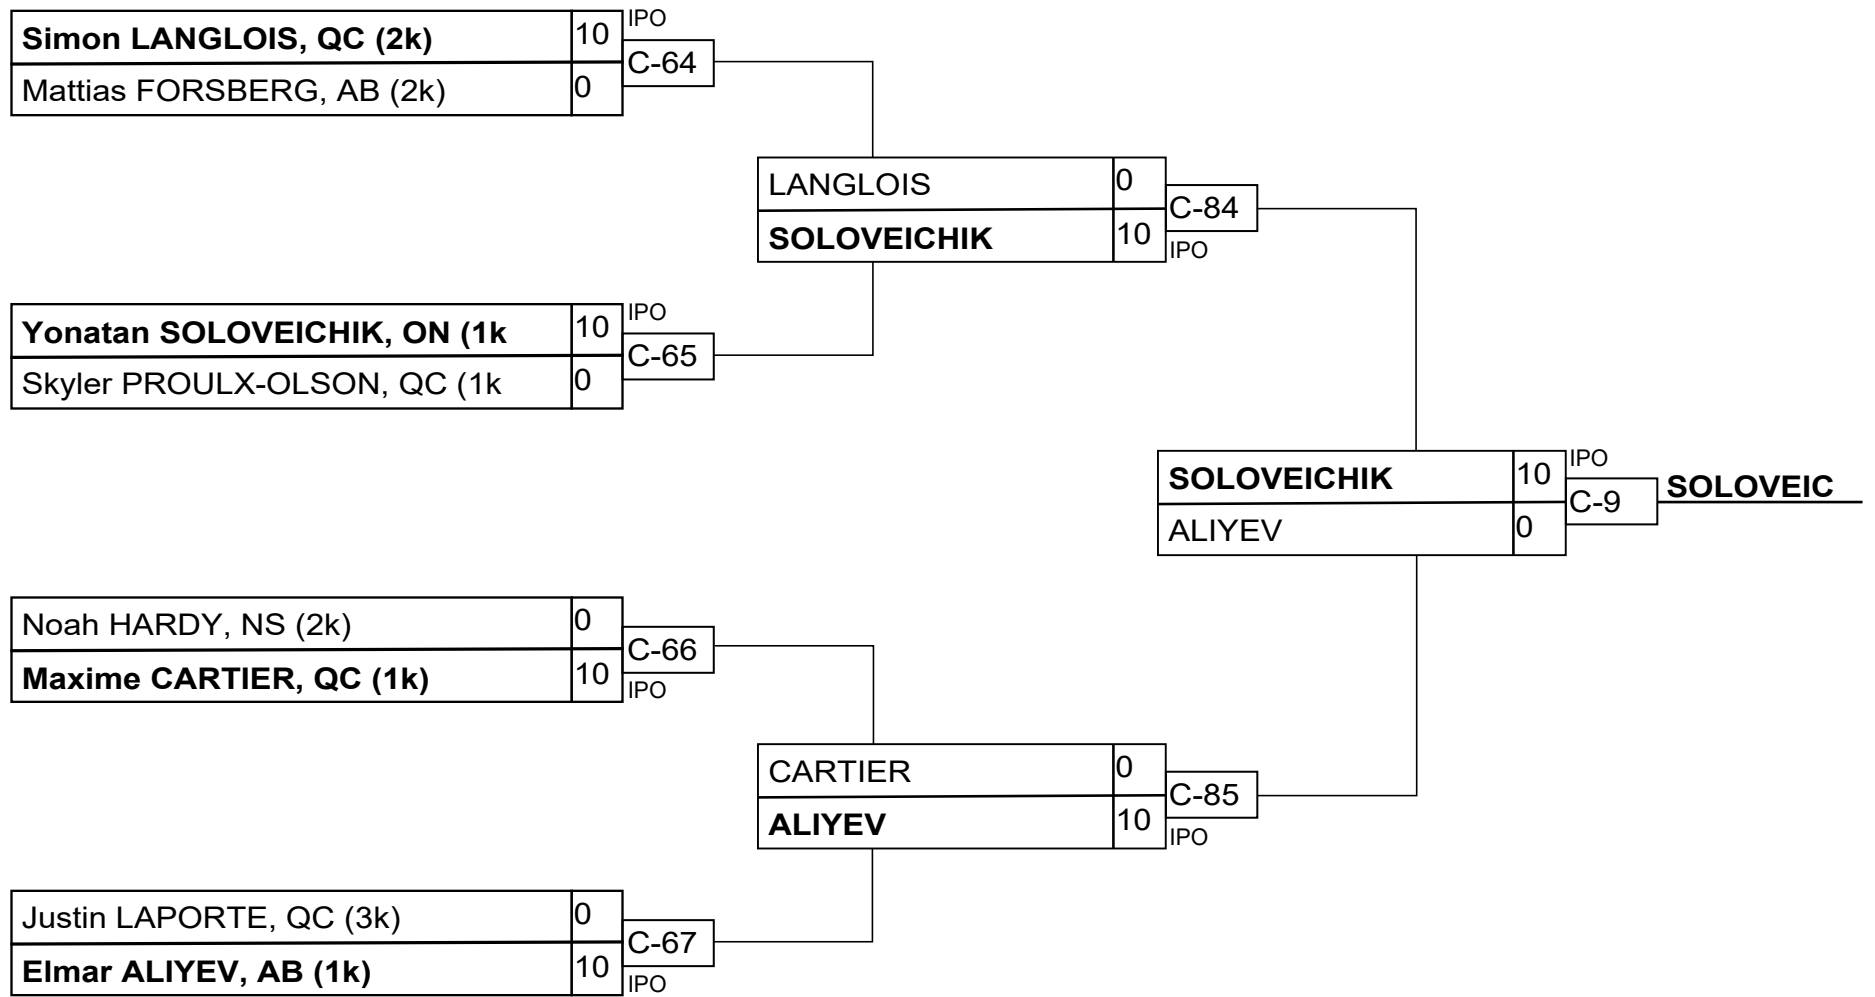 Simon LANGLOIS, QC (2k) 10 IPO
C-64
Mattias FORSBERG, AB (2k) 0
LANGLOIS 0
C-84
SOLOVEICHIK 10 IPO
Yonatan SOLOVEICHIK, ON (1k 10 IPO
C-65
Skyler PROULX-OLSON, QC (1k 0
SOLOVEICHIK 10 IPO
C-9 SOLOVEIC
ALIYEV 0
Noah HARDY, NS (2k) 0
C-66
Maxime CARTIER, QC (1k) 10 IPO
CARTIER 0
C-85
ALIYEV 10 IPO
Justin LAPORTE, QC (3k) 0
C-67
Elmar ALIYEV, AB (1k) 10 IPO